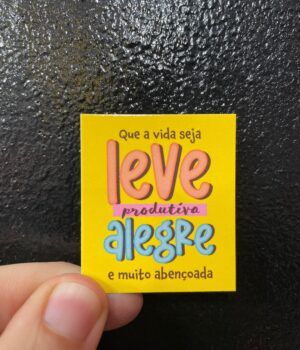 Que a vida seja
leve
produtiva
alegre
e muito abençoada